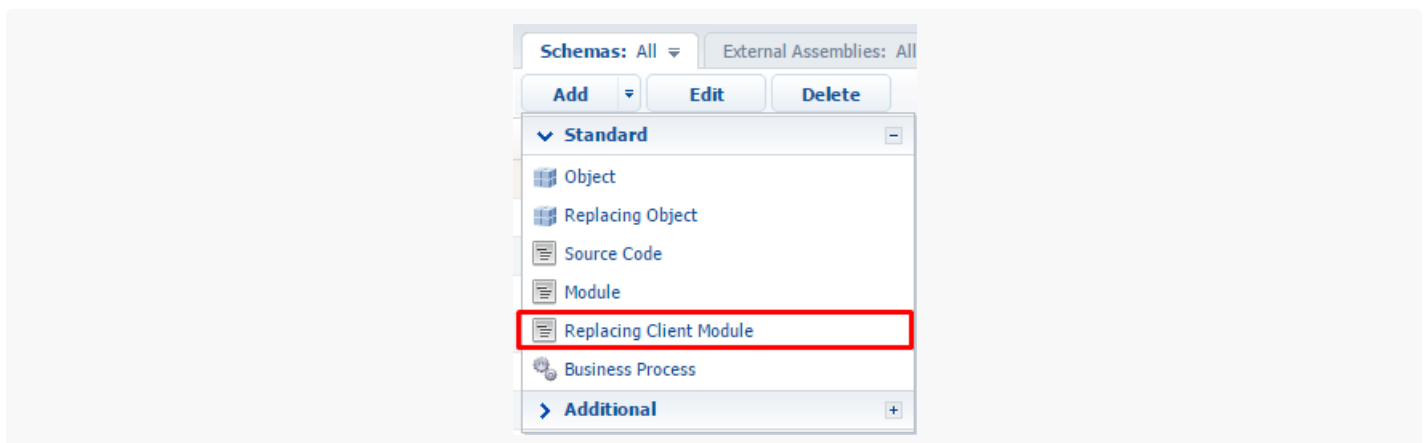 Schemas: All External Assemblies: All
Add Edit Delete
Standard
Object
Replacing Object
Source Code
Module
Replacing Client Module
Business Process
Additional